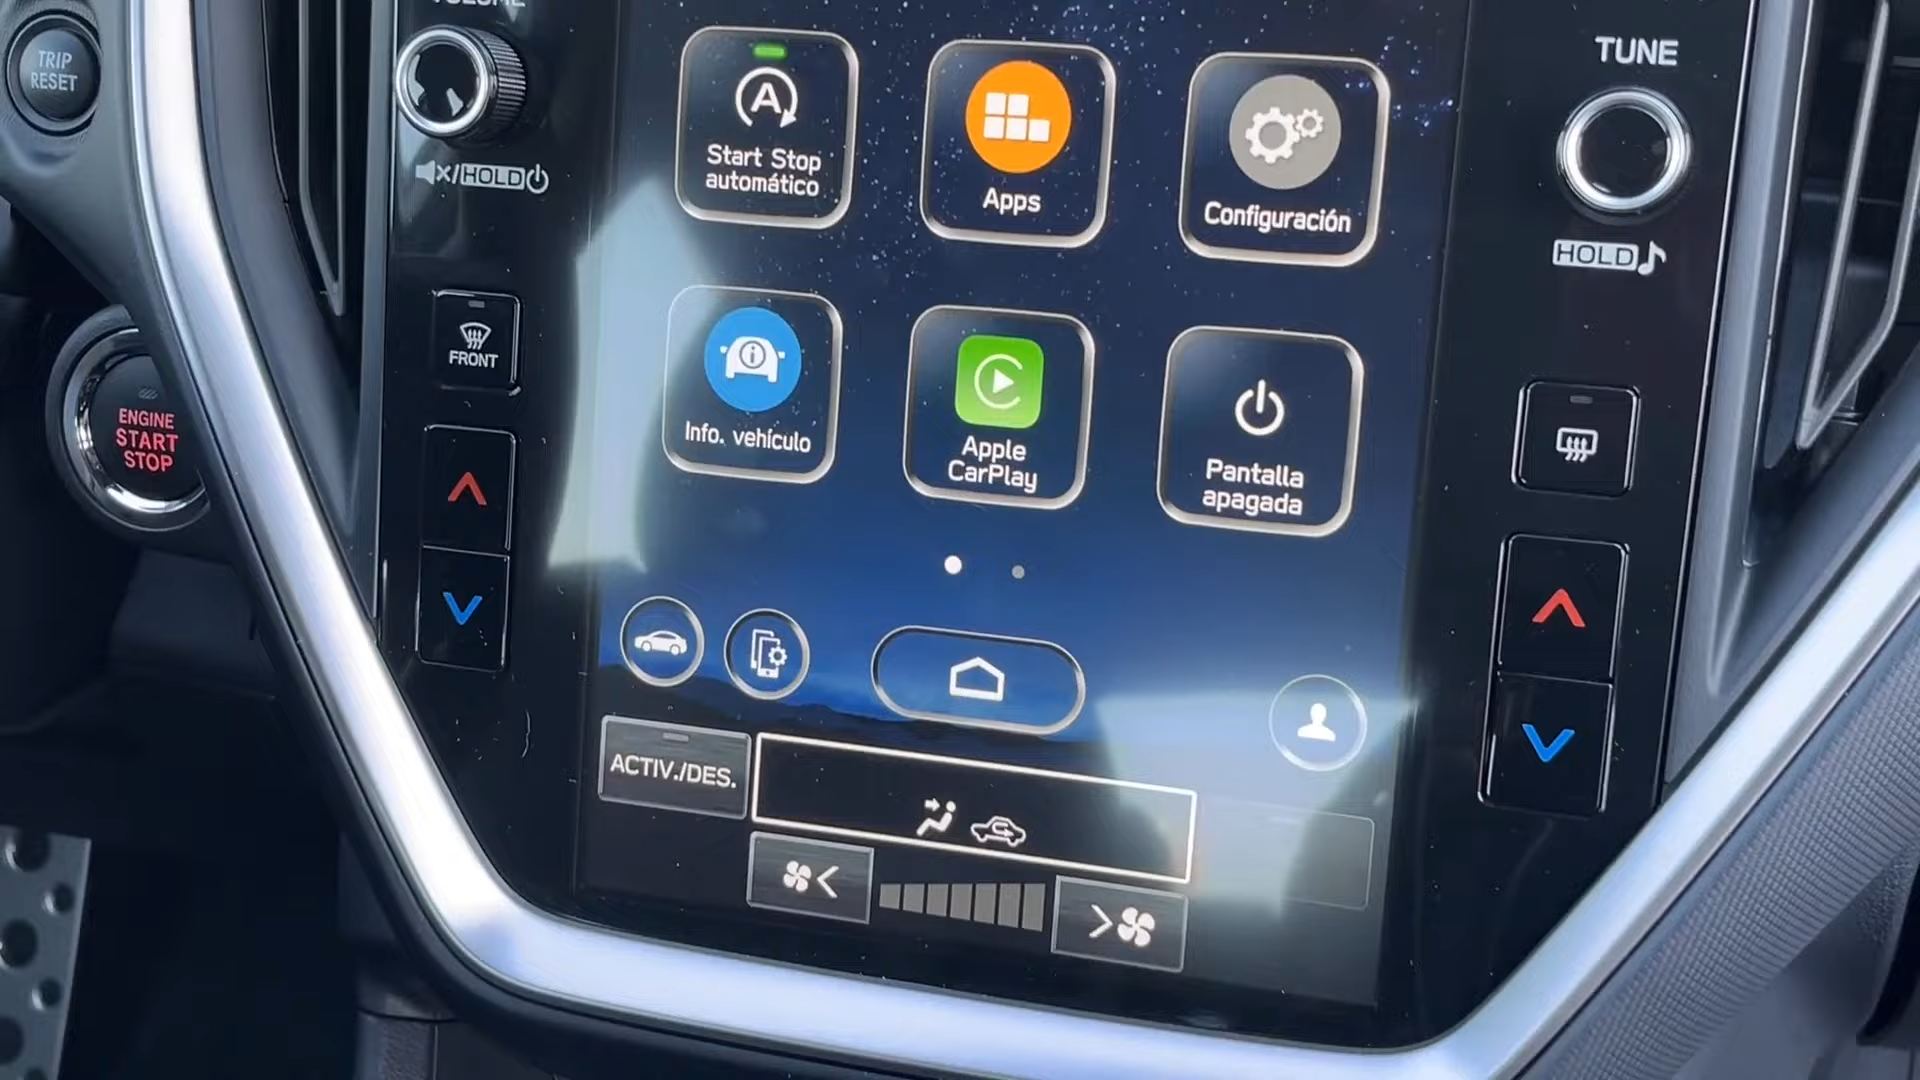 VOLUME
TRIP
RESET
TUNE
HOLD
HOLD
Start Stop
automático
Apps
Configuración
FRONT
ENGINE
START
STOP
Info. vehículo
Apple
CarPlay
Pantalla
apagada
ACTIV./DES.